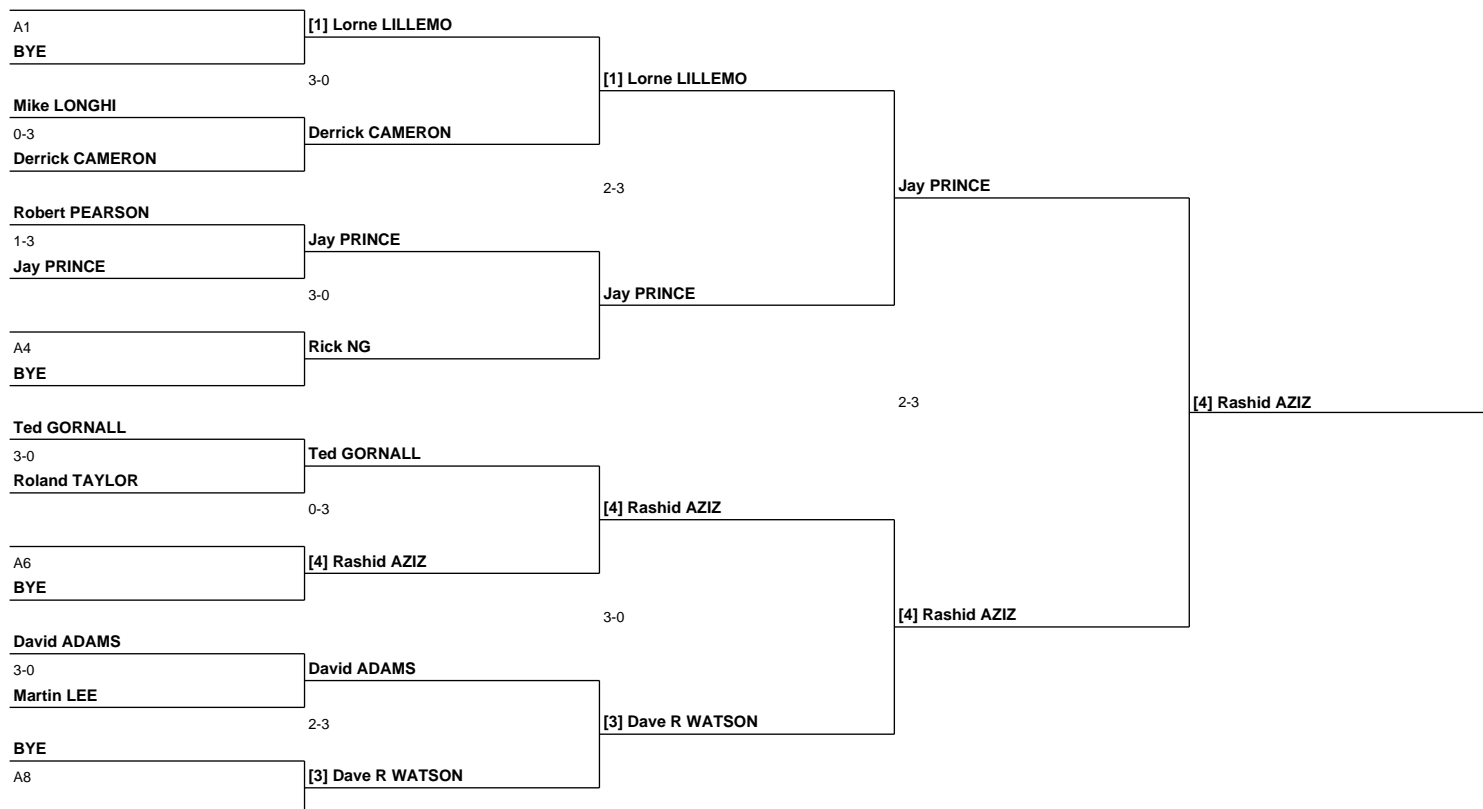 A1
BYE
[1] Lorne LILLEMO
3-0
Mike LONGHI
0-3
Derrick CAMERON
Derrick CAMERON
[1] Lorne LILLEMO
2-3
Robert PEARSON
1-3
Jay PRINCE
Jay PRINCE
3-0
A4
BYE
Rick NG
Jay PRINCE
Jay PRINCE
2-3
Ted GORNALL
3-0
Roland TAYLOR
Ted GORNALL
0-3
A6
BYE
[4] Rashid AZIZ
[4] Rashid AZIZ
3-0
David ADAMS
3-0
Martin LEE
David ADAMS
2-3
BYE
A8
[3] Dave R WATSON
[3] Dave R WATSON
[4] Rashid AZIZ
[4] Rashid AZIZ